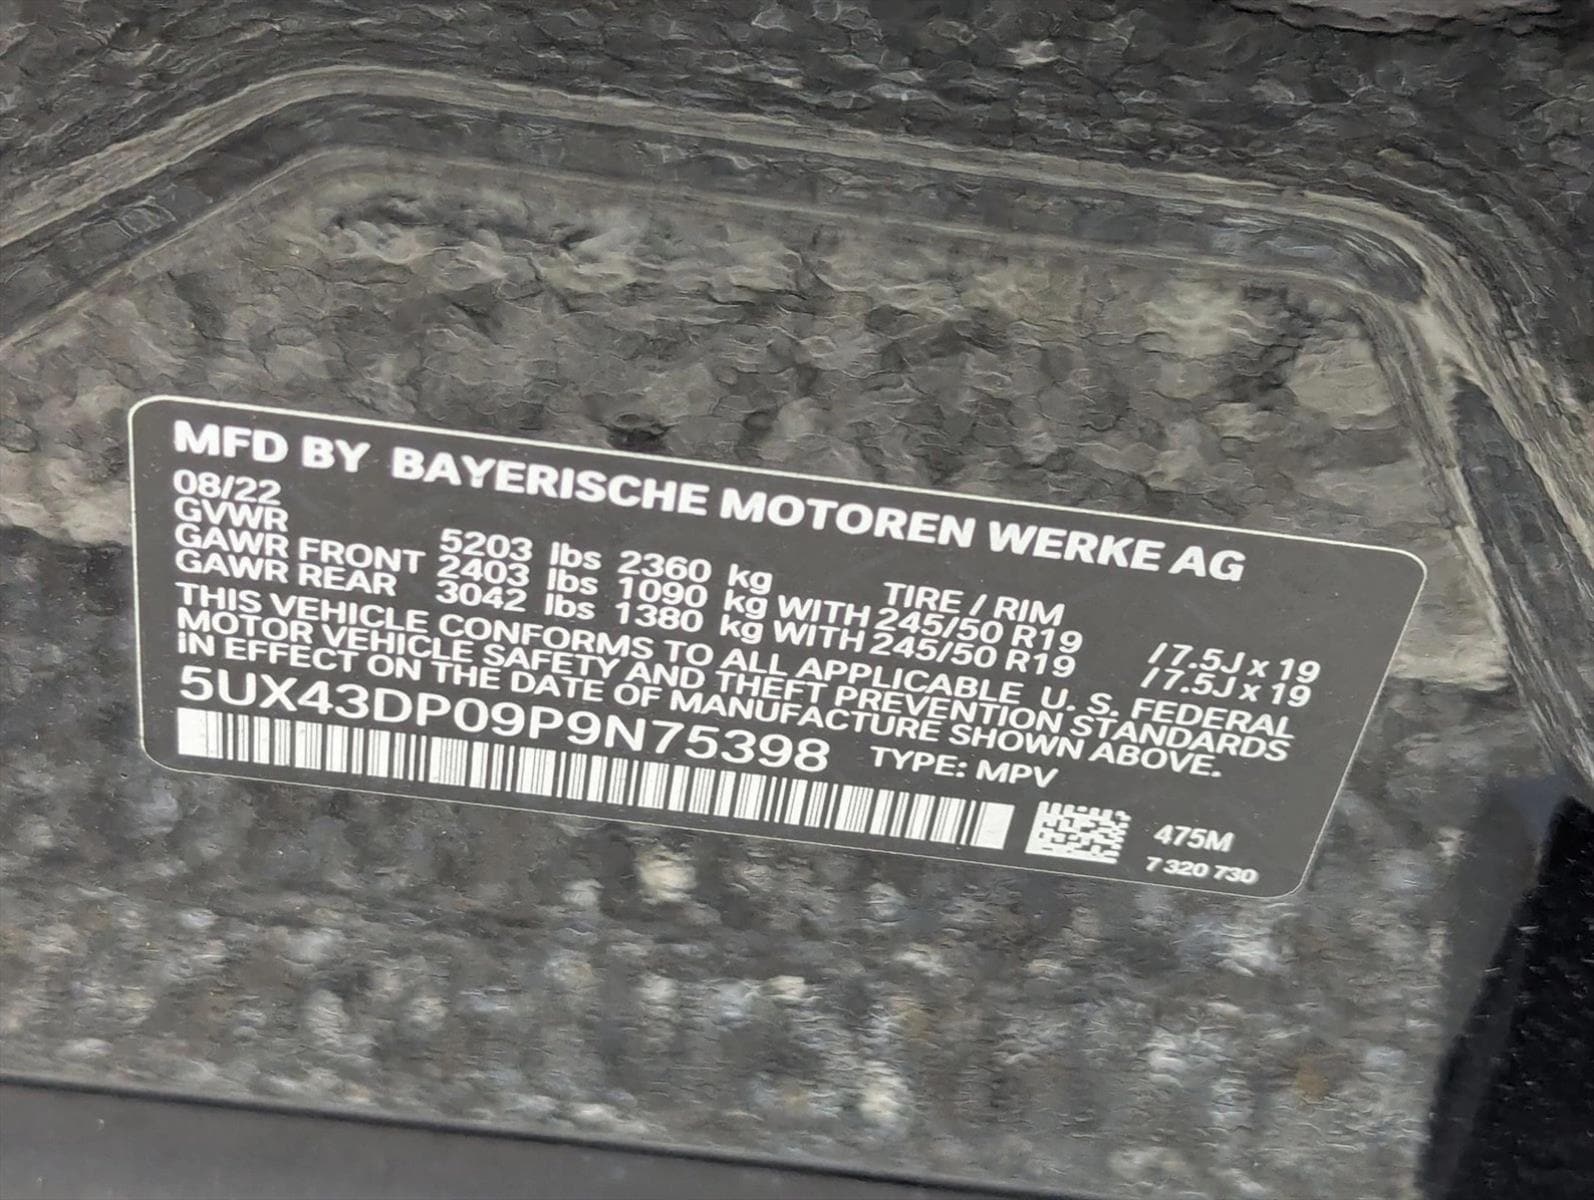 MFD BY BAYERISCHE MOTOREN WERKE AG
08/22
GVWR 5203 lbs 2360 kg TIRE / RIM
GAWR FRONT 2403 lbs 1090 kg WITH 245/50 R19 / 7.5J x 19
GAWR REAR 3042 lbs 1380 kg WITH 245/50 R19 / 7.5J x 19
THIS VEHICLE CONFORMS TO ALL APPLICABLE U. S. FEDERAL
MOTOR VEHICLE SAFETY AND THEFT PREVENTION STANDARDS
IN EFFECT ON THE DATE OF MANUFACTURE SHOWN ABOVE.
5UX43DP09P9N75398 TYPE: MPV
475M
7 320 730